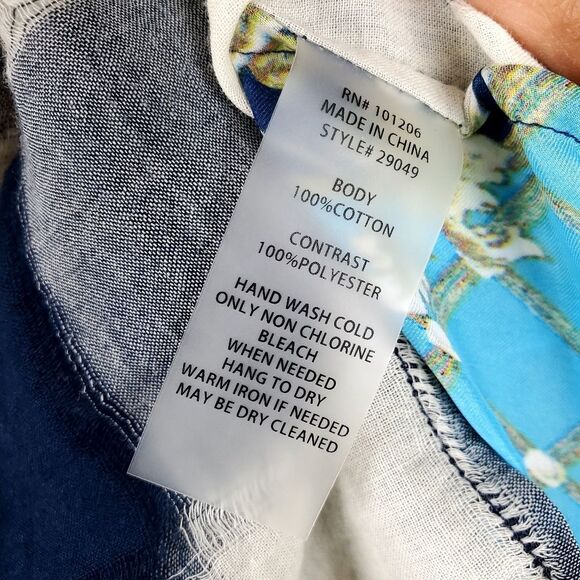 RN# 101206
MADE IN CHINA
STYLE# 29049
BODY
100%COTTON
CONTRAST
100%POLYESTER
HAND WASH COLD
ONLY NON CHLORINE
BLEACH
WHEN NEEDED
HANG TO DRY
WARM IRON IF NEEDED
MAY BE DRY CLEANED